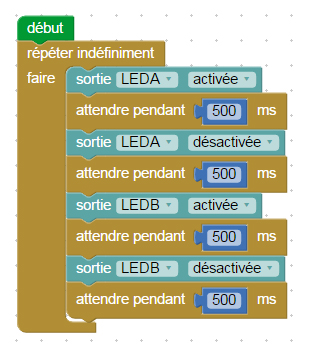 début
répéter indéfiniment
faire sortie LEDA activée
attendre pendant 500 ms
sortie LEDA désactivée
attendre pendant 500 ms
sortie LEDB activée
attendre pendant 500 ms
sortie LEDB désactivée
attendre pendant 500 ms